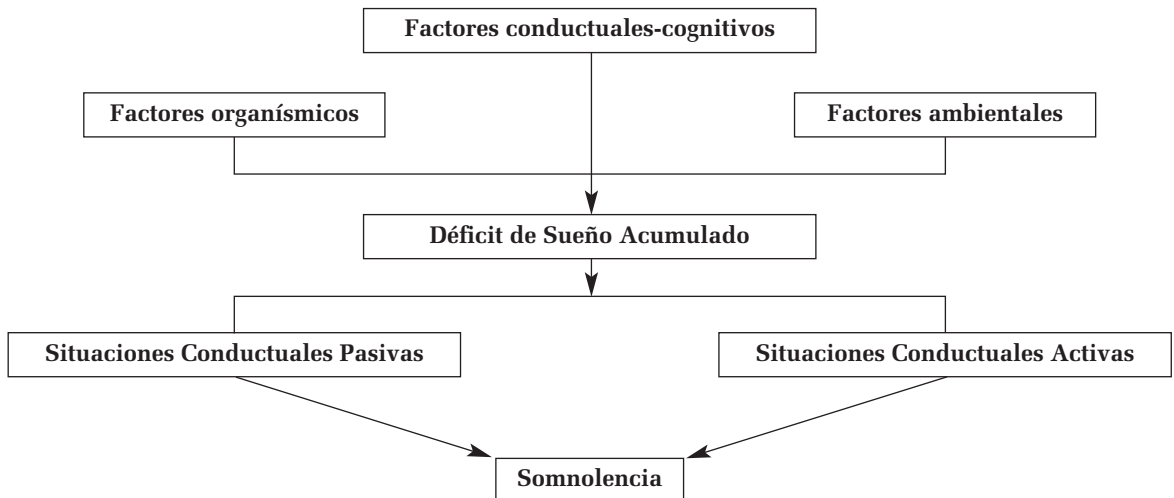 Factores conductuales-cognitivos
Factores organísmicos
Factores ambientales
Déficit de Sueño Acumulado
Situaciones Conductuales Pasivas
Situaciones Conductuales Activas
Somnolencia